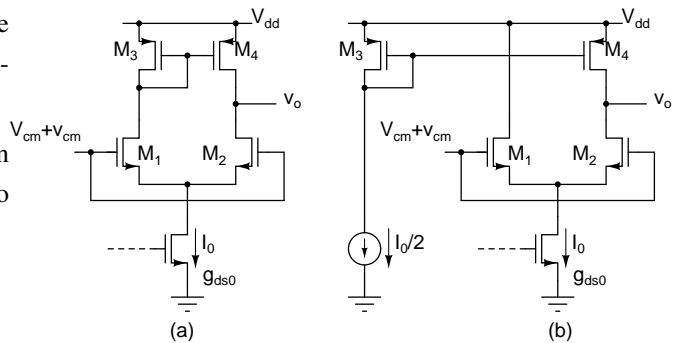 e
-
n
o
V_dd
M_3
M_4
v_o
V_cm+v_cm
M_1
M_2
I_0
g_ds0
(a)
V_dd
M_3
M_4
v_o
V_cm+v_cm
M_1
M_2
I_0/2
I_0
g_ds0
(b)